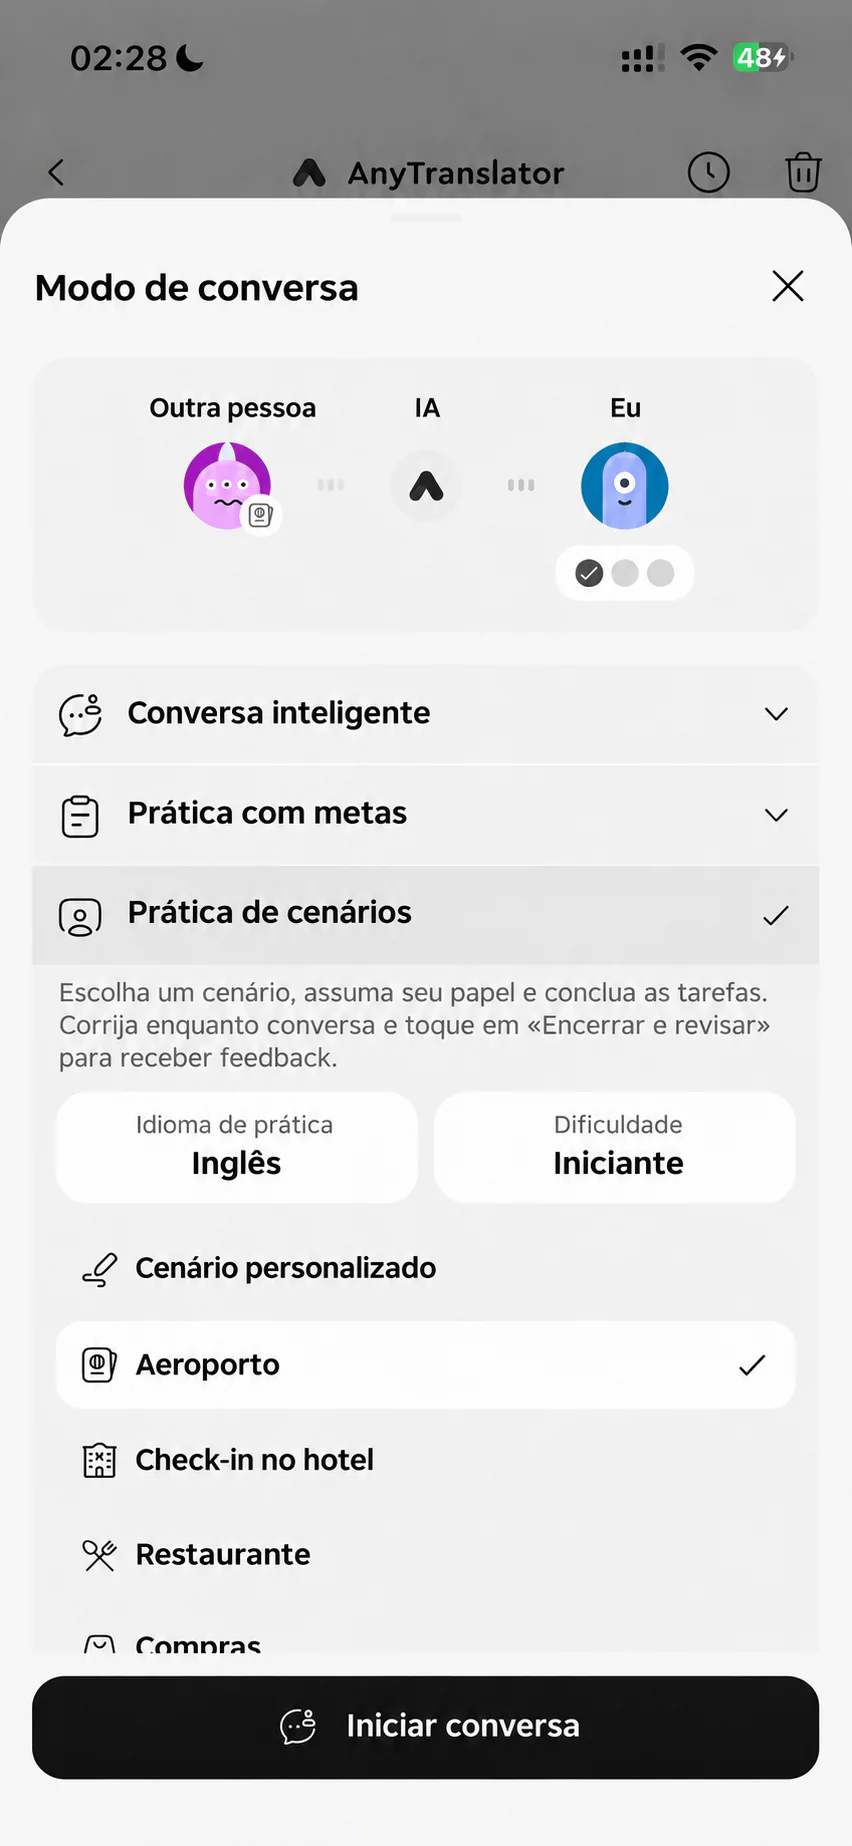 02:28
48
AnyTranslator
Modo de conversa
Outra pessoa
IA
Eu
Conversa inteligente
Prática com metas
Prática de cenários
Escolha um cenário, assuma seu papel e conclua as tarefas.
Corrija enquanto conversa e toque em «Encerrar e revisar»
para receber feedback.
Idioma de prática
Inglês
Dificuldade
Iniciante
Cenário personalizado
Aeroporto
Check-in no hotel
Restaurante
Compras
Iniciar conversa